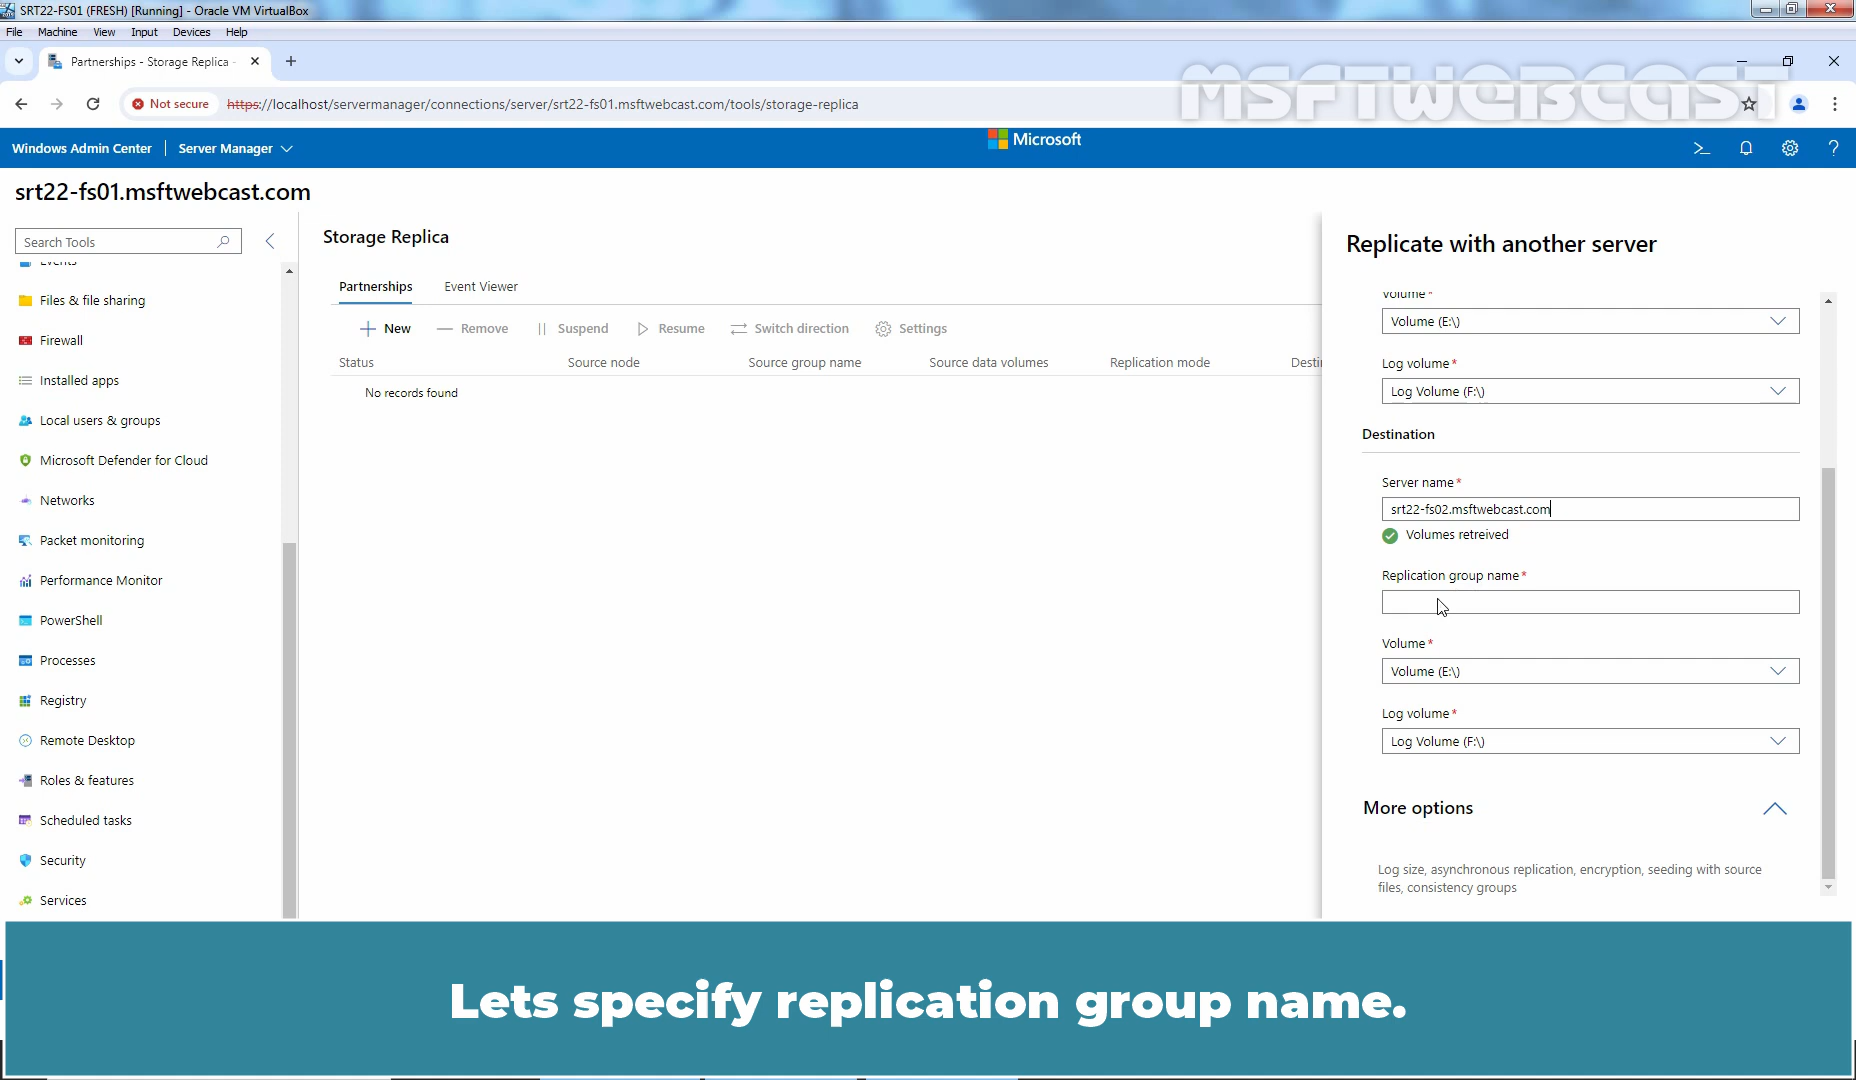 SRT22-FS01 (FRESH) [Running] - Oracle VM VirtualBox
File Machine View Input Devices Help
Partnerships - Storage Replica -
MSFTWEBCAST
Not secure https://localhost/servermanager/connections/server/srt22-fs01.msftwebcast.com/tools/storage-replica
Windows Admin Center Server Manager Microsoft
srt22-fs01.msftwebcast.com
Search Tools
Events
Files & file sharing
Firewall
Installed apps
Local users & groups
Microsoft Defender for Cloud
Networks
Packet monitoring
Performance Monitor
PowerShell
Processes
Registry
Remote Desktop
Roles & features
Scheduled tasks
Security
Services
Storage Replica
Partnerships Event Viewer
New Remove Suspend Resume Switch direction Settings
Status Source node Source group name Source data volumes Replication mode Desti
No records found
Replicate with another server
Volume *
Volume (E:\)
Log volume *
Log Volume (F:\)
Destination
Server name *
srt22-fs02.msftwebcast.com
Volumes retreived
Replication group name *
Volume *
Volume (E:\)
Log volume *
Log Volume (F:\)
More options
Log size, asynchronous replication, encryption, seeding with source
files, consistency groups
Lets specify replication group name.